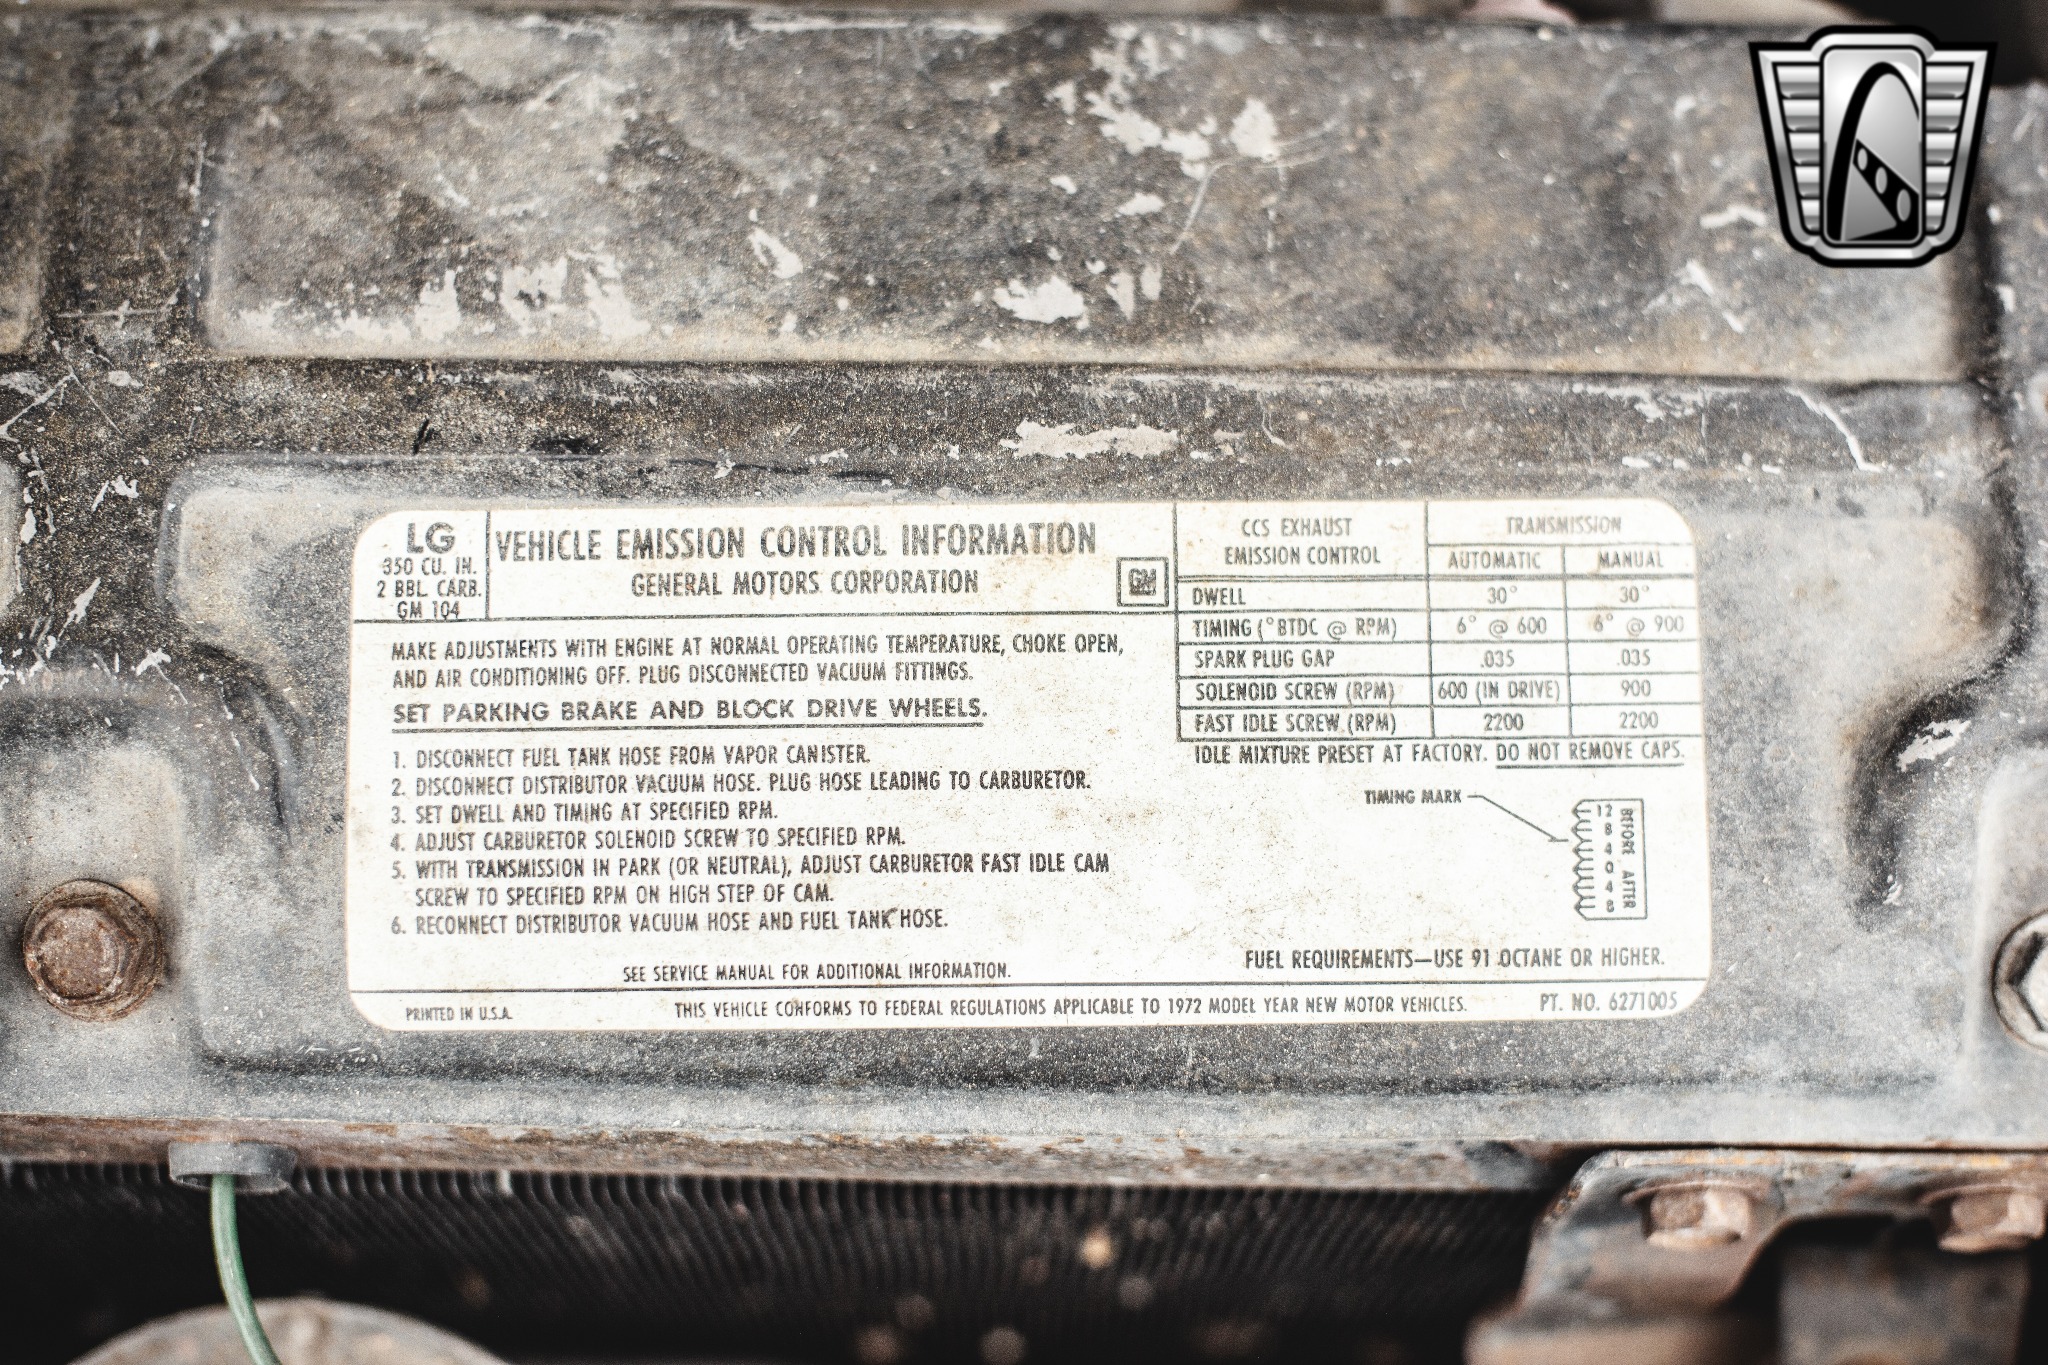 LG
350 CU. IN.
2 BBL. CARB.
GM 104
VEHICLE EMISSION CONTROL INFORMATION
GENERAL MOTORS CORPORATION
GM
MAKE ADJUSTMENTS WITH ENGINE AT NORMAL OPERATING TEMPERATURE, CHOKE OPEN,
AND AIR CONDITIONING OFF. PLUG DISCONNECTED VACUUM FITTINGS.
SET PARKING BRAKE AND BLOCK DRIVE WHEELS.
1. DISCONNECT FUEL TANK HOSE FROM VAPOR CANISTER.
2. DISCONNECT DISTRIBUTOR VACUUM HOSE. PLUG HOSE LEADING TO CARBURETOR.
3. SET DWELL AND TIMING AT SPECIFIED RPM.
4. ADJUST CARBURETOR SOLENOID SCREW TO SPECIFIED RPM.
5. WITH TRANSMISSION IN PARK (OR NEUTRAL), ADJUST CARBURETOR FAST IDLE CAM
SCREW TO SPECIFIED RPM ON HIGH STEP OF CAM.
6. RECONNECT DISTRIBUTOR VACUUM HOSE AND FUEL TANK HOSE.
SEE SERVICE MANUAL FOR ADDITIONAL INFORMATION.
CCS EXHAUST
EMISSION CONTROL
TRANSMISSION
AUTOMATIC MANUAL
DWELL 30° 30°
TIMING (°BTDC @ RPM) 6° @ 600 6° @ 900
SPARK PLUG GAP .035 .035
SOLENOID SCREW (RPM) 600 (IN DRIVE) 900
FAST IDLE SCREW (RPM) 2200 2200
IDLE MIXTURE PRESET AT FACTORY. DO NOT REMOVE CAPS.
TIMING MARK
12
8
4
0
4
8
BEFORE AFTER
FUEL REQUIREMENTS—USE 91 OCTANE OR HIGHER.
PRINTED IN U.S.A.
THIS VEHICLE CONFORMS TO FEDERAL REGULATIONS APPLICABLE TO 1972 MODEL YEAR NEW MOTOR VEHICLES.
PT. NO. 6271005